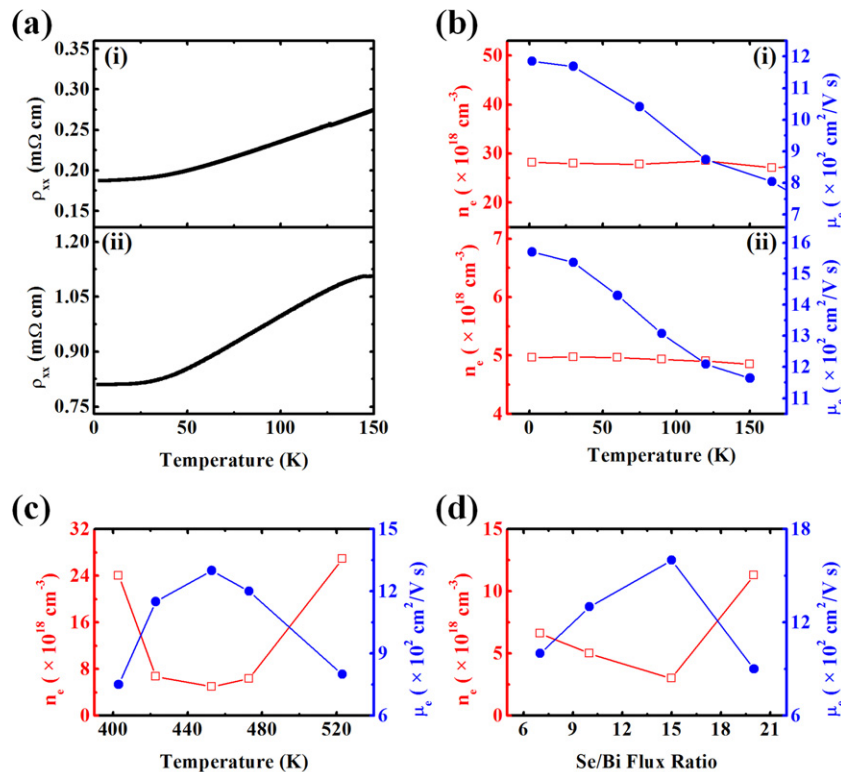 (a)
(b)
0.35
0.30
0.25
0.20
0.15
ρxx (mΩ cm)
(i)
50
40
30
20
ne ( × 10^18 cm^-3)
(i)
12
11
10
9
8
7
μe ( × 10^2 cm^2/V s)
1.20
1.05
0.90
0.75
ρxx (mΩ cm)
(ii)
0
50
100
150
Temperature (K)
7
6
5
4
ne ( × 10^18 cm^-3)
(ii)
16
15
14
13
12
11
μe ( × 10^2 cm^2/V s)
0
50
100
150
Temperature (K)
(c)
(d)
32
24
16
8
0
ne ( × 10^18 cm^-3)
15
12
9
6
μe ( × 10^2 cm^2/V s)
400
440
480
520
Temperature (K)
15
10
5
0
ne ( × 10^18 cm^-3)
18
15
12
9
6
μe ( × 10^2 cm^2/V s)
6
9
12
15
18
21
Se/Bi Flux Ratio